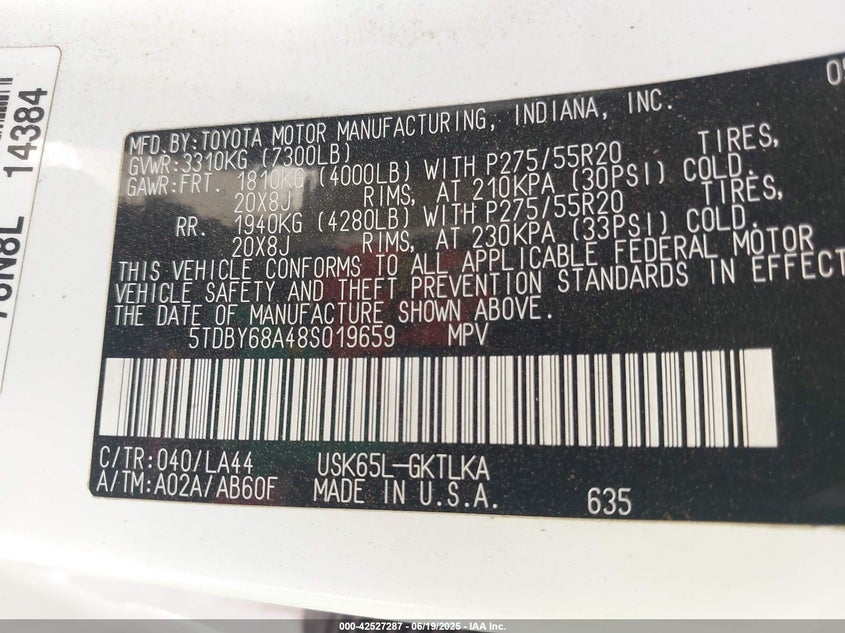 14384
MFD. BY: TOYOTA MOTOR MANUFACTURING, INDIANA, INC.
GVWR: 3310KG (7300LB)
GAWR: FRT. 1810KG (4000LB) WITH P275/55R20 TIRES,
20X8J RIMS, AT 210KPA (30PSI) COLD.
RR. 1940KG (4280LB) WITH P275/55R20 TIRES,
20X8J RIMS, AT 230KPA (33PSI) COLD.
THIS VEHICLE CONFORMS TO ALL APPLICABLE FEDERAL MOTOR
VEHICLE SAFETY AND THEFT PREVENTION STANDARDS IN EFFECT
THE DATE OF MANUFACTURE SHOWN ABOVE.
5TDBY68A48S019659 MPV
C/TR: 040/LA44 USK65L-GKTLKA
A/TM: A02A/AB60F MADE IN U.S.A. 635
000-42527287 - 06/19/2025 - IAA Inc.